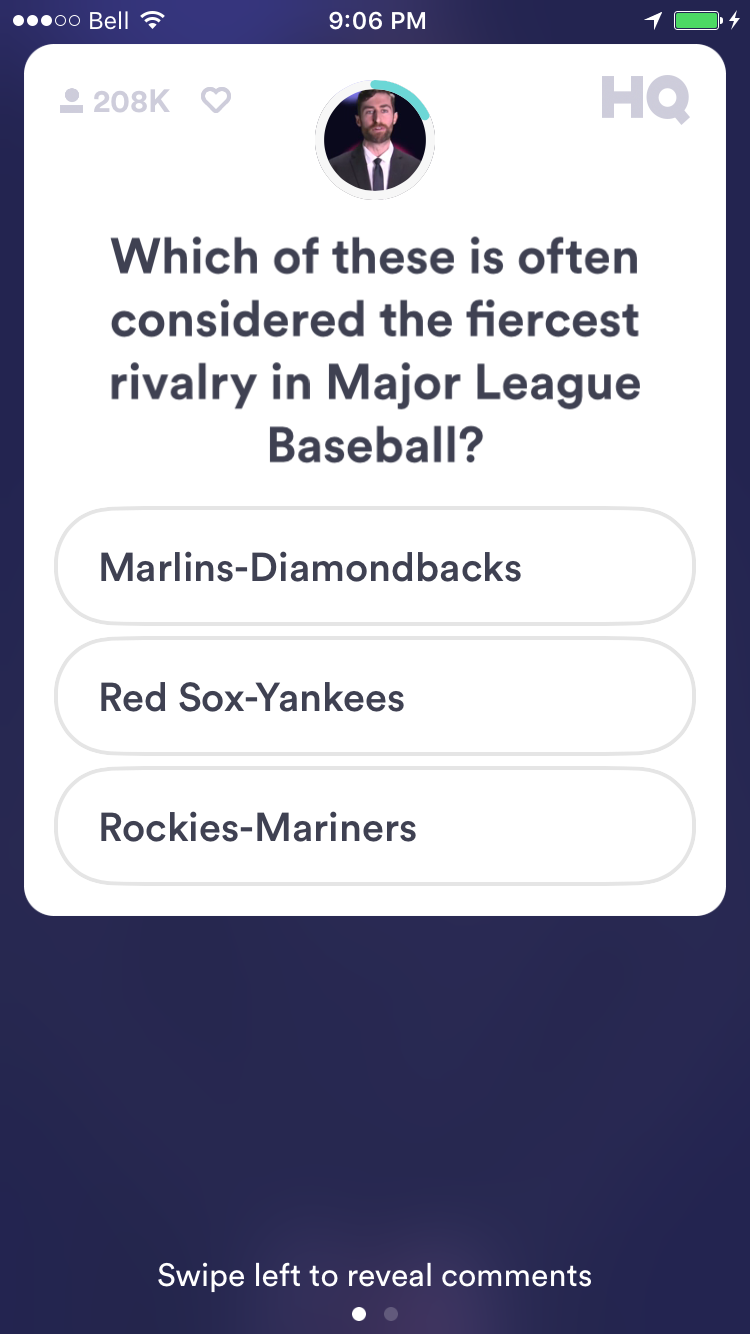 Bell 9:06 PM
208K HQ
Which of these is often
considered the fiercest
rivalry in Major League
Baseball?
Marlins-Diamondbacks
Red Sox-Yankees
Rockies-Mariners
Swipe left to reveal comments